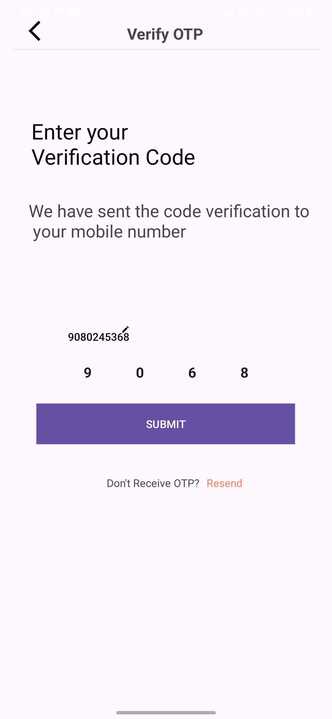 Verify OTP
Enter your
Verification Code
We have sent the code verification to
your mobile number
9080245368
9 0 6 8
SUBMIT
Don't Receive OTP? Resend